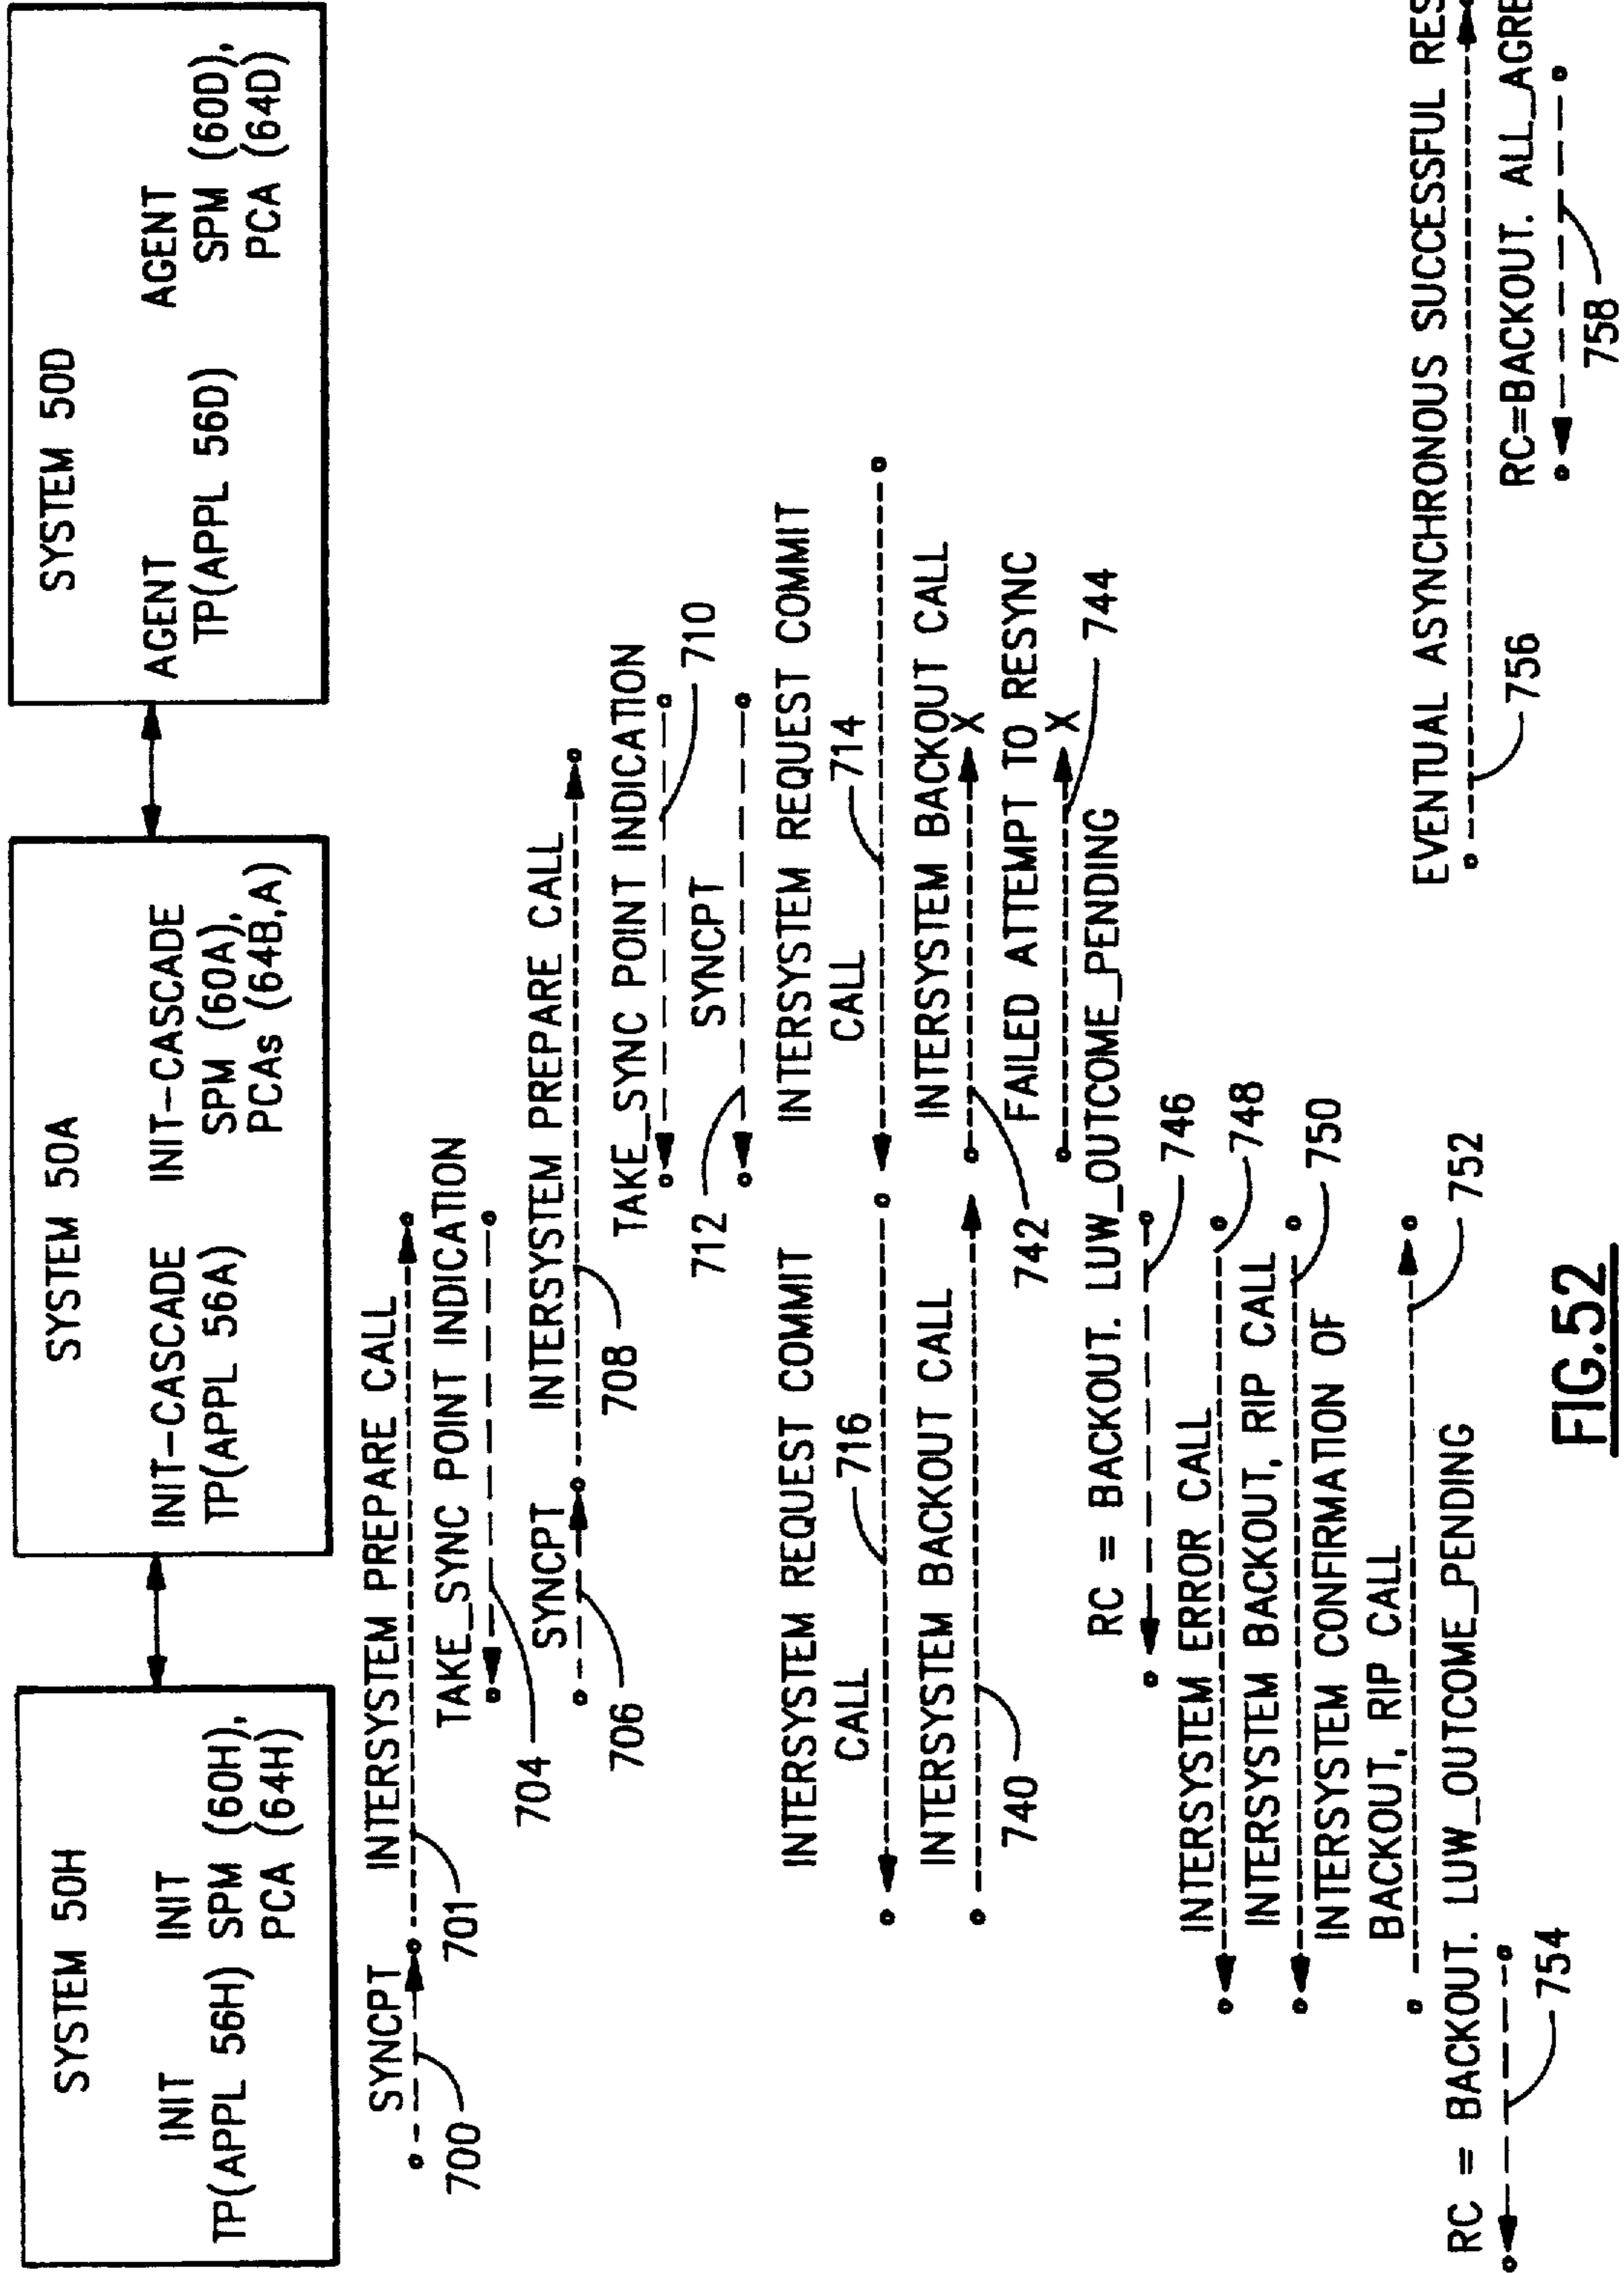 SYSTEM 50H
INIT INIT
TP(APPL 56H) SPM (60H),
PCA (64H)
SYSTEM 50A
INIT-CASCADE INIT-CASCADE
TP(APPL 56A) SPM (60A),
PCAs (64B,A)
SYSTEM 50D
AGENT AGENT
TP(APPL 56D) SPM (60D),
PCA (64D)
SYNCPT INTERSYSTEM PREPARE CALL
700 701
TAKE_SYNC POINT INDICATION
704
SYNCPT INTERSYSTEM PREPARE CALL
706 708
TAKE_SYNC POINT INDICATION
710
SYNCPT
712
INTERSYSTEM REQUEST COMMIT
CALL 714
INTERSYSTEM REQUEST COMMIT
CALL 716
INTERSYSTEM BACKOUT CALL
740
INTERSYSTEM BACKOUT CALL
X
742
FAILED ATTEMPT TO RESYNC
X
744
RC = BACKOUT. LUW_OUTCOME_PENDING
746
INTERSYSTEM ERROR CALL
748
INTERSYSTEM BACKOUT, RIP CALL
750
INTERSYSTEM CONFIRMATION OF
BACKOUT, RIP CALL
752
RC = BACKOUT. LUW_OUTCOME_PENDING
754
EVENTUAL ASYNCHRONOUS SUCCESSFUL RES
756
RC=BACKOUT. ALL_AGRE
758
FIG.52